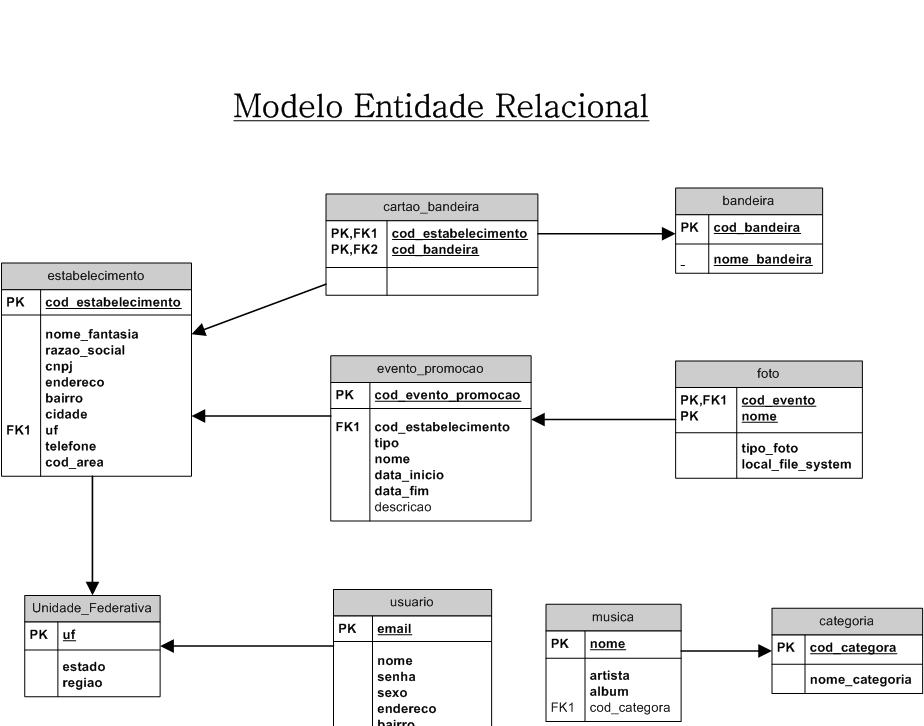 Modelo Entidade Relacional
cartao_bandeira
PK,FK1 cod_estabelecimento
PK,FK2 cod_bandeira
bandeira
PK cod_bandeira
nome_bandeira
estabelecimento
PK cod_estabelecimento
nome_fantasia
razao_social
cnpj
endereco
bairro
cidade
FK1 uf
telefone
cod_area
evento_promocao
PK cod_evento_promocao
FK1 cod_estabelecimento
tipo
nome
data_inicio
data_fim
descricao
foto
PK,FK1 cod_evento
PK nome
tipo_foto
local_file_system
Unidade_Federativa
PK uf
estado
regiao
usuario
PK email
nome
senha
sexo
endereco
bairro
musica
PK nome
artista
album
FK1 cod_categora
categoria
PK cod_categora
nome_categoria